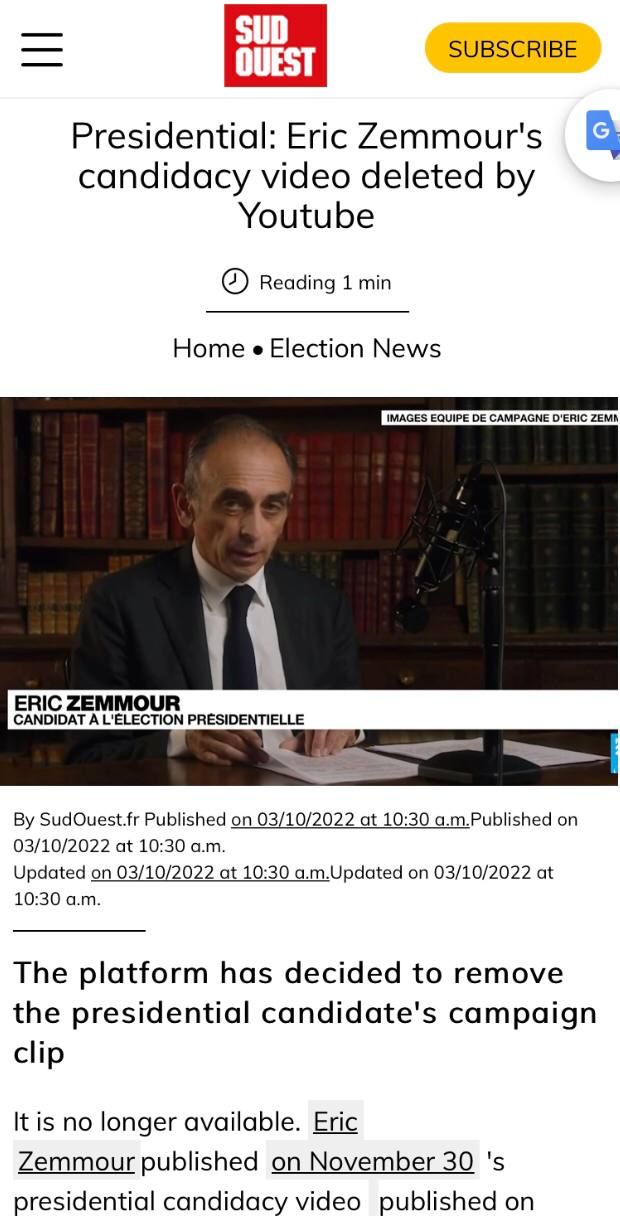 SUD
OUEST
SUBSCRIBE
G
Presidential: Eric Zemmour's
candidacy video deleted by
Youtube
Reading 1 min
Home • Election News
IMAGES EQUIPE DE CAMPAGNE D'ERIC ZEMM
ERIC ZEMMOUR
CANDIDAT À L'ÉLECTION PRÉSIDENTIELLE
By SudOuest.fr Published on 03/10/2022 at 10:30 a.m.Published on
03/10/2022 at 10:30 a.m.
Updated on 03/10/2022 at 10:30 a.m.Updated on 03/10/2022 at
10:30 a.m.
The platform has decided to remove
the presidential candidate's campaign
clip
It is no longer available. Eric
Zemmour published on November 30 's
presidential candidacy video published on